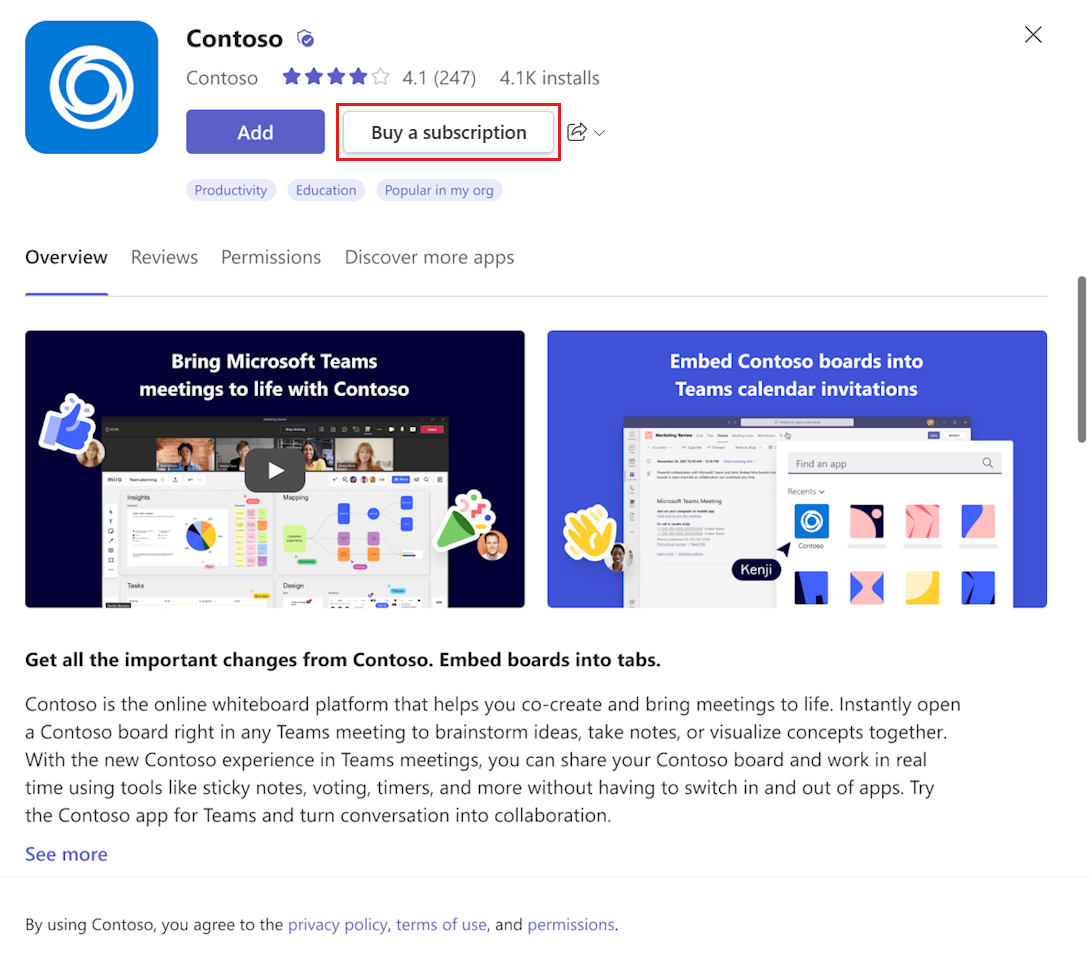 Contoso
Contoso 4.1 (247) 4.1K installs
Add
Buy a subscription
Productivity
Education
Popular in my org
Overview
Reviews
Permissions
Discover more apps
Bring Microsoft Teams
meetings to life with Contoso
miro
Team planning
Insights
Mapping
Tasks
Design
Embed Contoso boards into
Teams calendar invitations
Marketing Review
Microsoft Teams Meeting
Find an app
Recents
Contoso
Kenji
Get all the important changes from Contoso. Embed boards into tabs.
Contoso is the online whiteboard platform that helps you co-create and bring meetings to life. Instantly open
a Contoso board right in any Teams meeting to brainstorm ideas, take notes, or visualize concepts together.
With the new Contoso experience in Teams meetings, you can share your Contoso board and work in real
time using tools like sticky notes, voting, timers, and more without having to switch in and out of apps. Try
the Contoso app for Teams and turn conversation into collaboration.
See more
By using Contoso, you agree to the privacy policy, terms of use, and permissions.